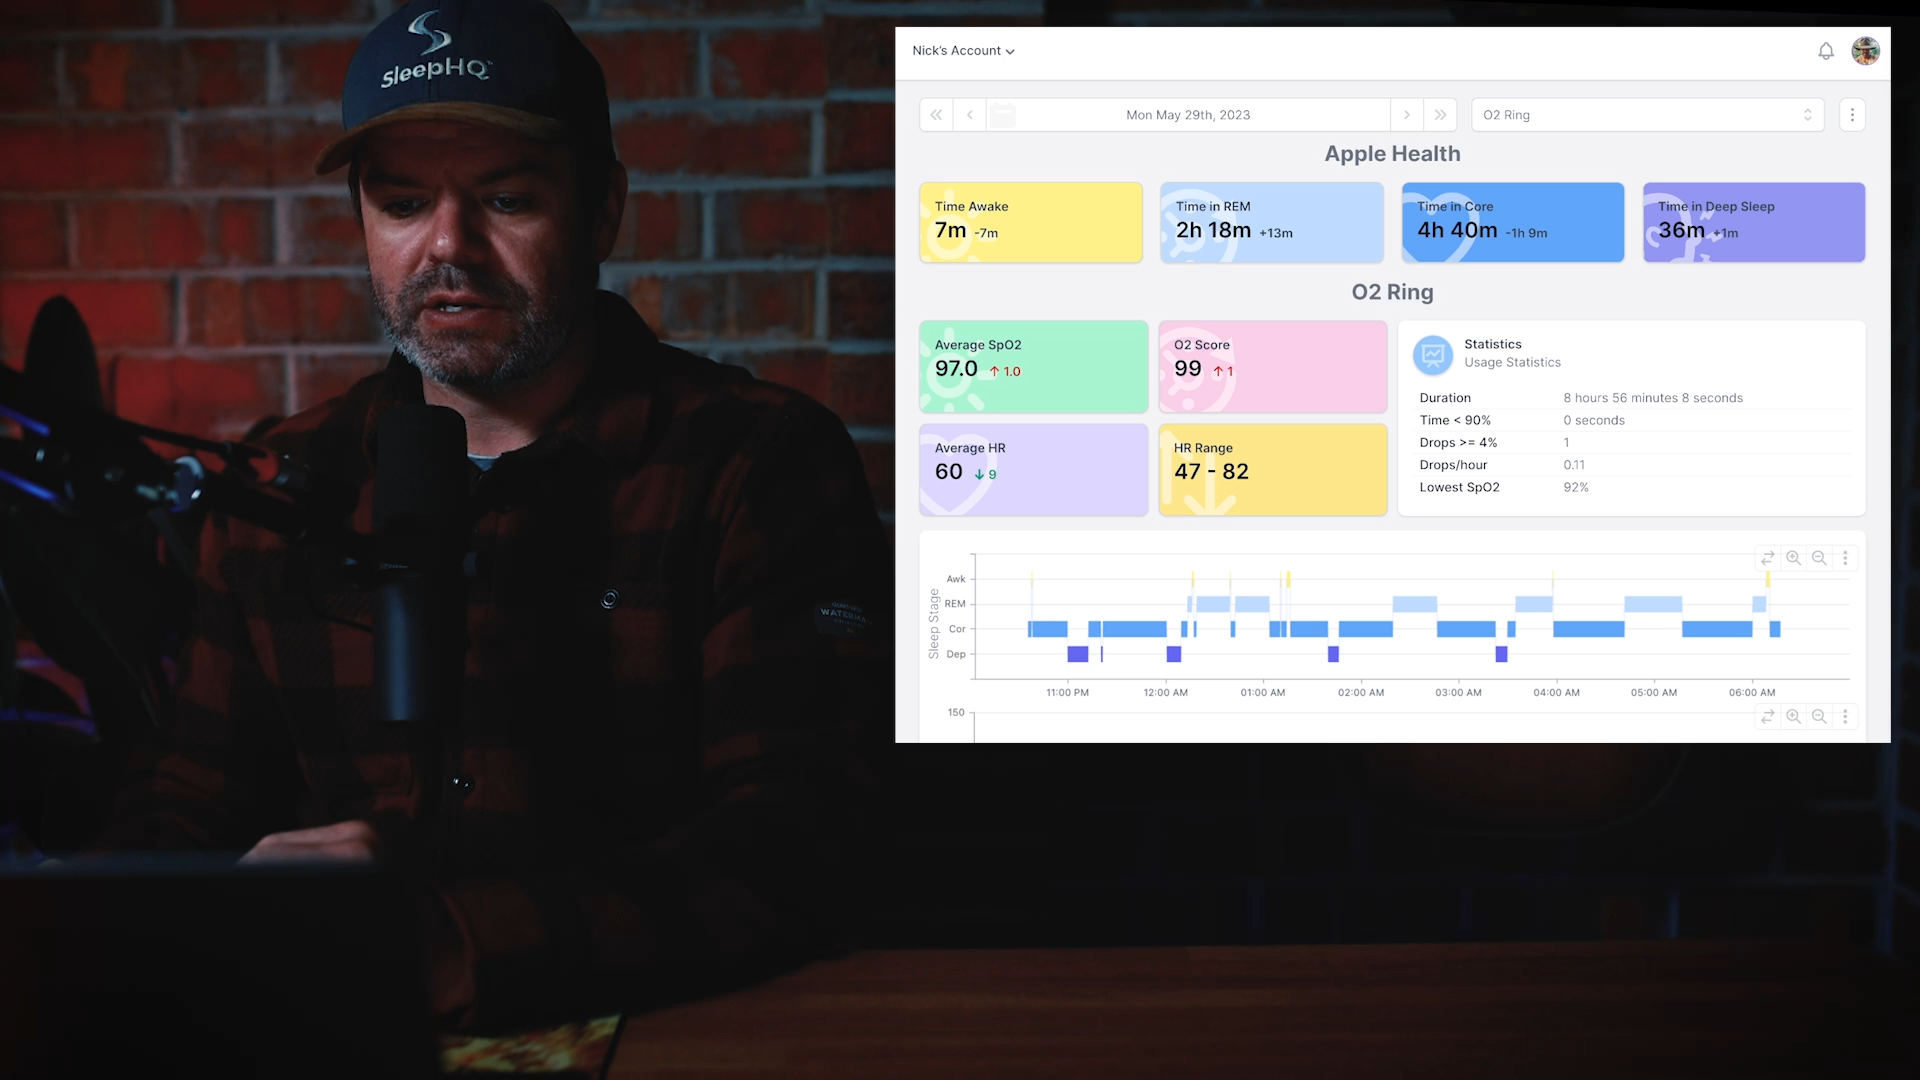 SleepHQ
WATERMAN
Nick's Account
Mon May 29th, 2023
O2 Ring
Apple Health
Time Awake
7m -7m
Time in REM
2h 18m +13m
Time in Core
4h 40m -1h 9m
Time in Deep Sleep
36m +1m
O2 Ring
Average SpO2
97.0 ↑ 1.0
O2 Score
99 ↑ 1
Average HR
60 ↓ 9
HR Range
47 - 82
Statistics
Usage Statistics
Duration 8 hours 56 minutes 8 seconds
Time < 90% 0 seconds
Drops >= 4% 1
Drops/hour 0.11
Lowest SpO2 92%
Sleep Stage
Awk
REM
Cor
Dep
11:00 PM 12:00 AM 01:00 AM 02:00 AM 03:00 AM 04:00 AM 05:00 AM 06:00 AM
150